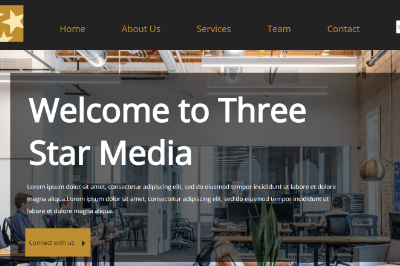 Home About Us Services Team Contact
Welcome to Three
Star Media
Lorem ipsum dolor sit amet, consectetur adipiscing elit, sed do eiusmod tempor incididunt ut labore et dolore
magna aliqua.Lorem ipsum dolor sit amet, consectetur adipiscing elit, sed do eiusmod tempor incididunt ut
labore et dolore magna aliqua.
Connect with us